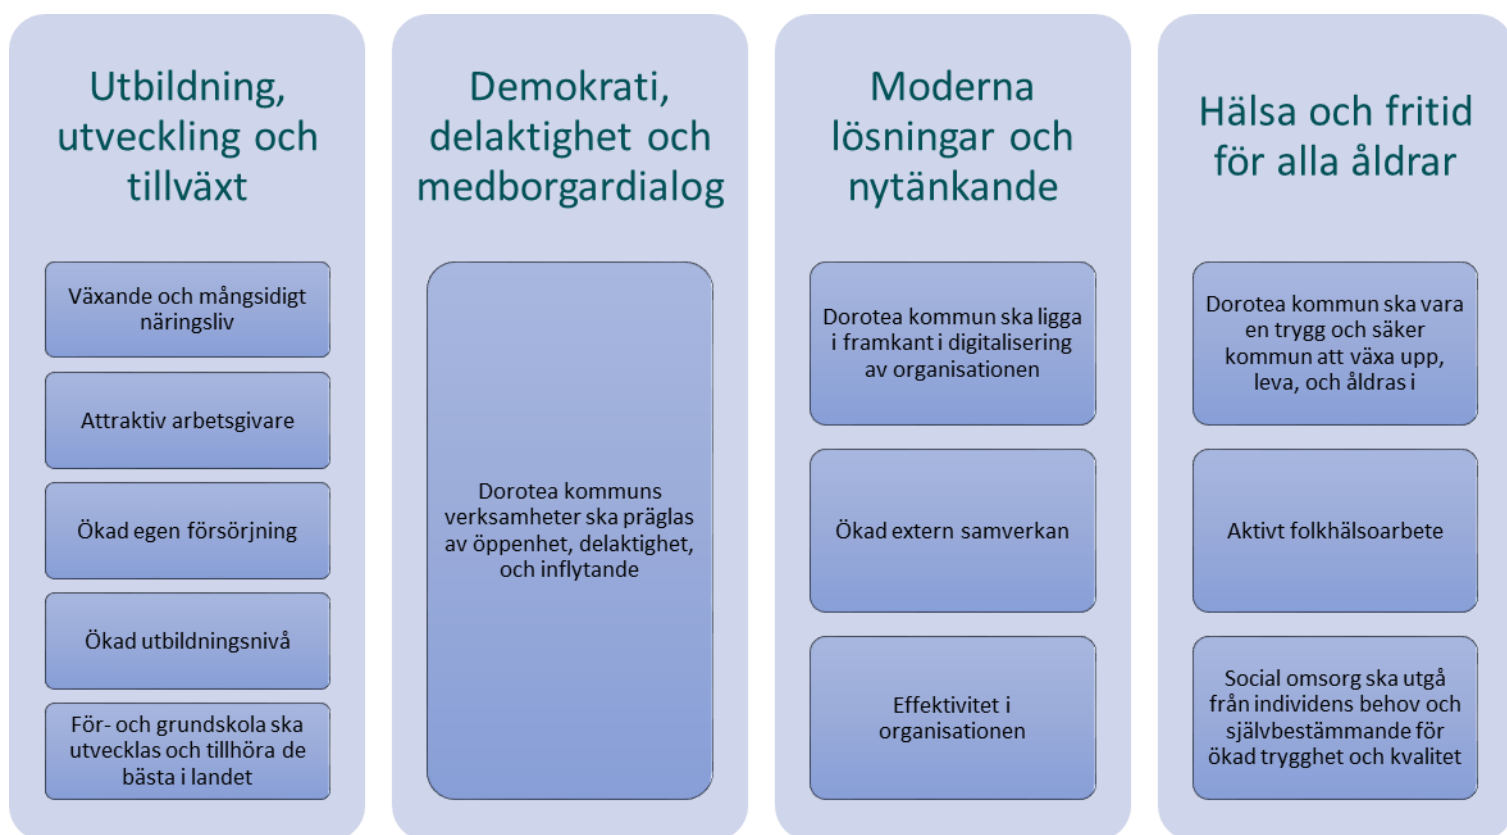 Utbildning,
utveckling och
tillväxt
Växande och mångsidigt
näringsliv
Attraktiv arbetsgivare
Ökad egen försörjning
Ökad utbildningsnivå
För- och grundskola ska
utvecklas och tillhöra de
bästa i landet
Demokrati,
delaktighet och
medborgardialog
Dorotea kommuns
verksamheter ska präglas
av öppenhet, delaktighet,
och inflytande
Moderna
lösningar och
nytänkande
Dorotea kommun ska ligga
i framkant i digitalisering
av organisationen
Ökad extern samverkan
Effektivitet i
organisationen
Hälsa och fritid
för alla åldrar
Dorotea kommun ska vara
en trygg och säker
kommun att växa upp,
leva, och åldras i
Aktivt folkhälsoarbete
Social omsorg ska utgå
från individens behov och
självbestämmande för
ökad trygghet och kvalitet